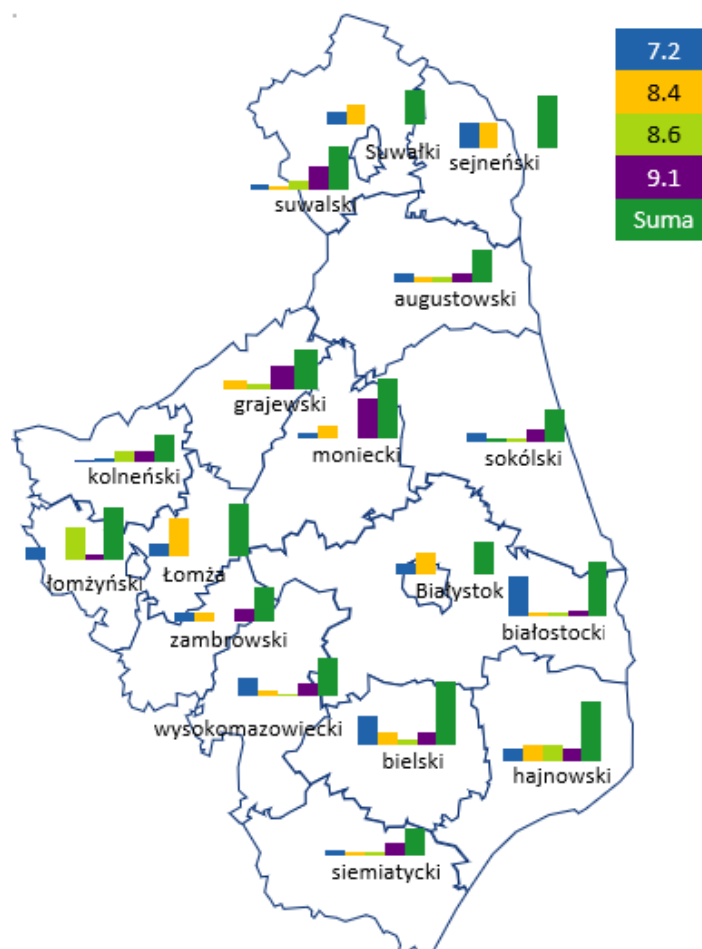 7.2
8.4
8.6
9.1
Suma
Suwałki
sejneński
suwalski
augustowski
grajewski
moniecki
sokólski
kolneński
łomżyński
Łomża
Białystok
zambrowski
białostocki
wysokomazowiecki
bielski
hajnowski
siemiatycki